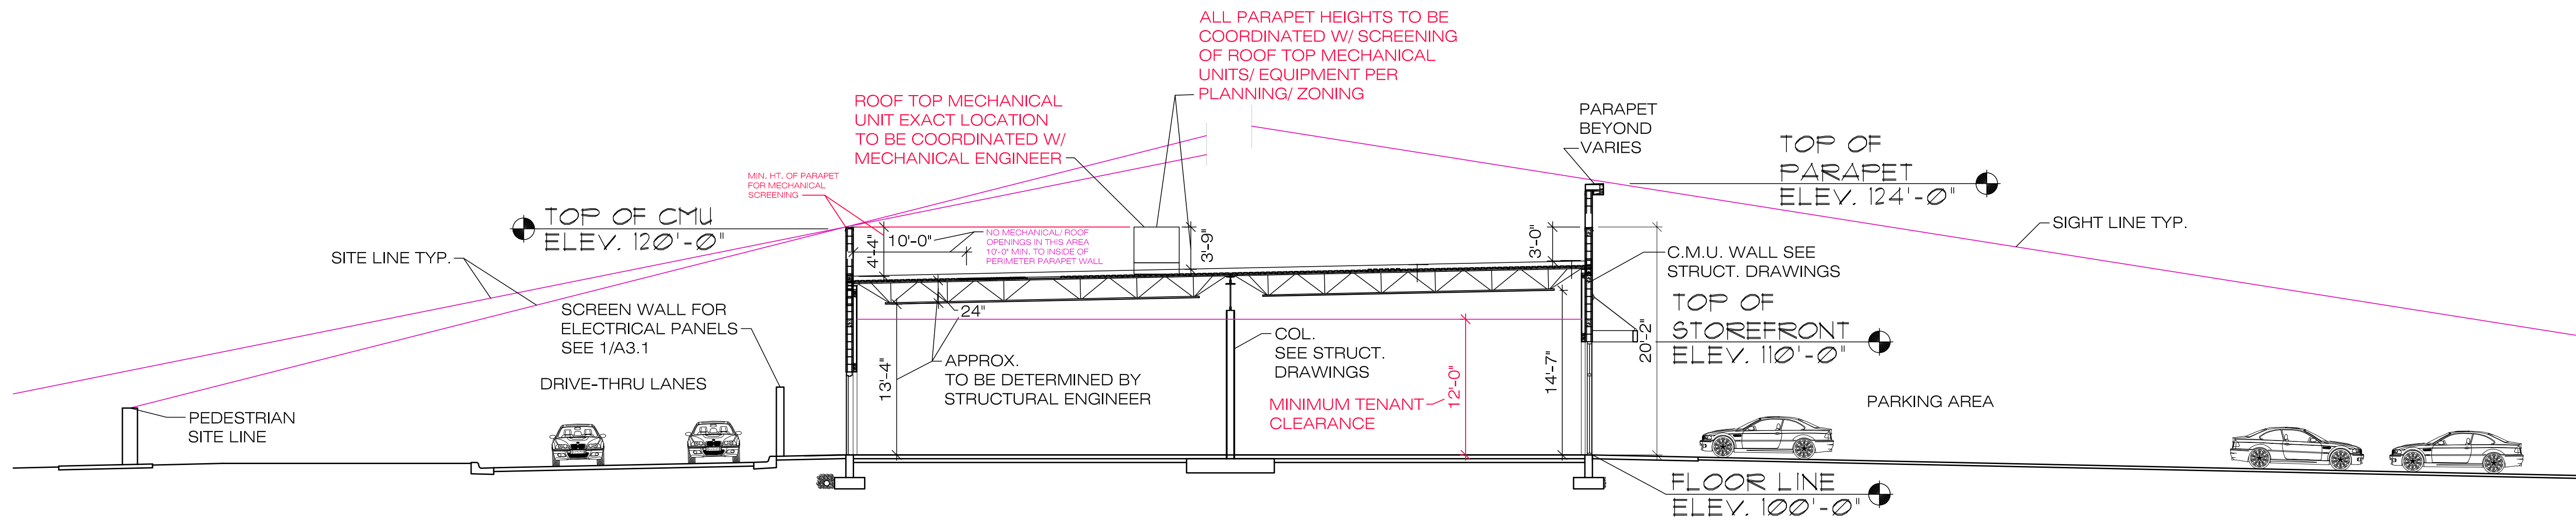 ALL PARAPET HEIGHTS TO BE
COORDINATED W/ SCREENING
OF ROOF TOP MECHANICAL
UNITS/ EQUIPMENT PER
PLANNING/ ZONING
ROOF TOP MECHANICAL
UNIT EXACT LOCATION
TO BE COORDINATED W/
MECHANICAL ENGINEER
PARAPET
BEYOND
VARIES
TOP OF
PARAPET
ELEV. 124'-0"
MIN. HT. OF PARAPET
FOR MECHANICAL
SCREENING
TOP OF CMU
ELEV. 120'-0"
SITE LINE TYP.
4'-4"
10'-0"
NO MECHANICAL/ ROOF
OPENINGS IN THIS AREA
10'-0" MIN. TO INSIDE OF
PERIMETER PARAPET WALL
3'-9"
3'-0"
SIGHT LINE TYP.
C.M.U. WALL SEE
STRUCT. DRAWINGS
SCREEN WALL FOR
ELECTRICAL PANELS
SEE 1/A3.1
24"
TOP OF
STOREFRONT
ELEV. 110'-0"
20'-2"
COL.
SEE STRUCT.
DRAWINGS
APPROX.
TO BE DETERMINED BY
STRUCTURAL ENGINEER
13'-4"
DRIVE-THRU LANES
12'-0"
14'-7"
MINIMUM TENANT
CLEARANCE
PARKING AREA
PEDESTRIAN
SITE LINE
FLOOR LINE
ELEV. 100'-0"